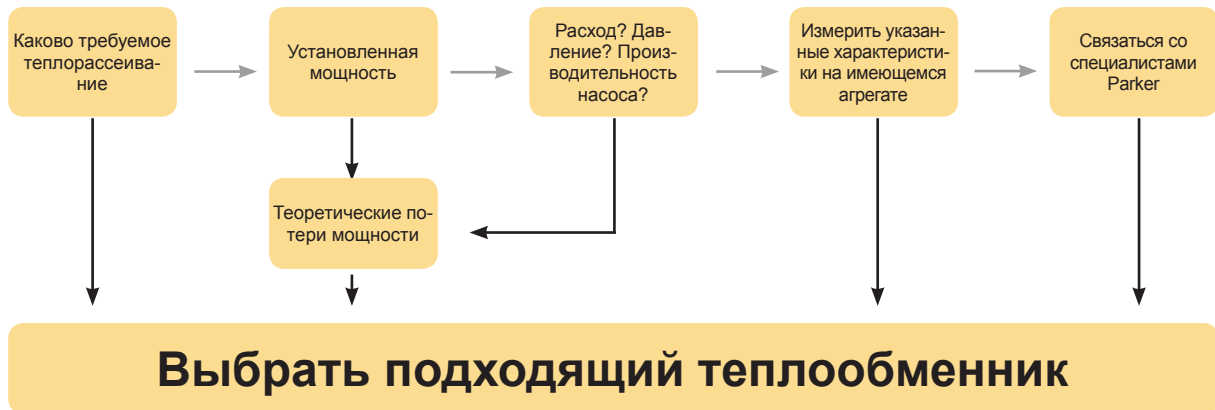 Каково требуемое
теплорассеива-
ние
Установленная
мощность
Расход? Дав-
ление? Произ-
водительность
насоса?
Измерить указан-
ные характеристи-
ки на имеющемся
агрегате
Связаться со
специалистами
Parker
Теоретические по-
тери мощности
Выбрать подходящий теплообменник